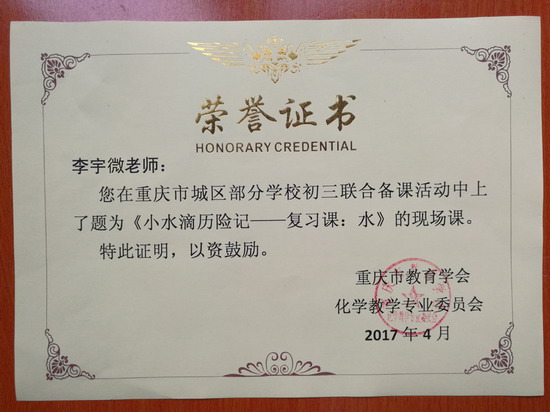 荣誉证书
HONORARY CREDENTIAL
李宇微老师：
您在重庆市城区部分学校初三联合备课活动中上
了题为《小水滴历险记——复习课：水》的现场课。
特此证明，以资鼓励。
重庆市教育学会
化学教学专业委员会
2017 年 4 月